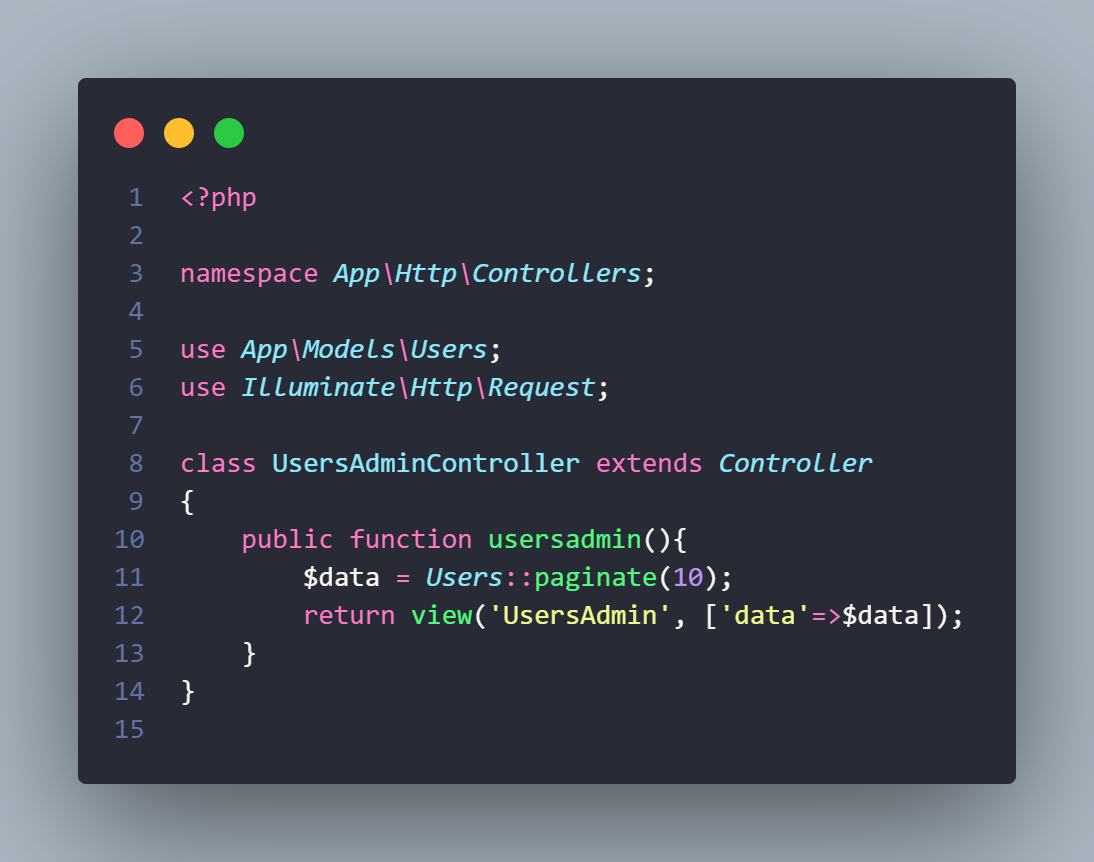 1 <?php
2
3 namespace App\Http\Controllers;
4
5 use App\Models\Users;
6 use Illuminate\Http\Request;
7
8 class UsersAdminController extends Controller
9 {
10     public function usersadmin(){
11         $data = Users::paginate(10);
12         return view('UsersAdmin', ['data'=>$data]);
13     }
14 }
15